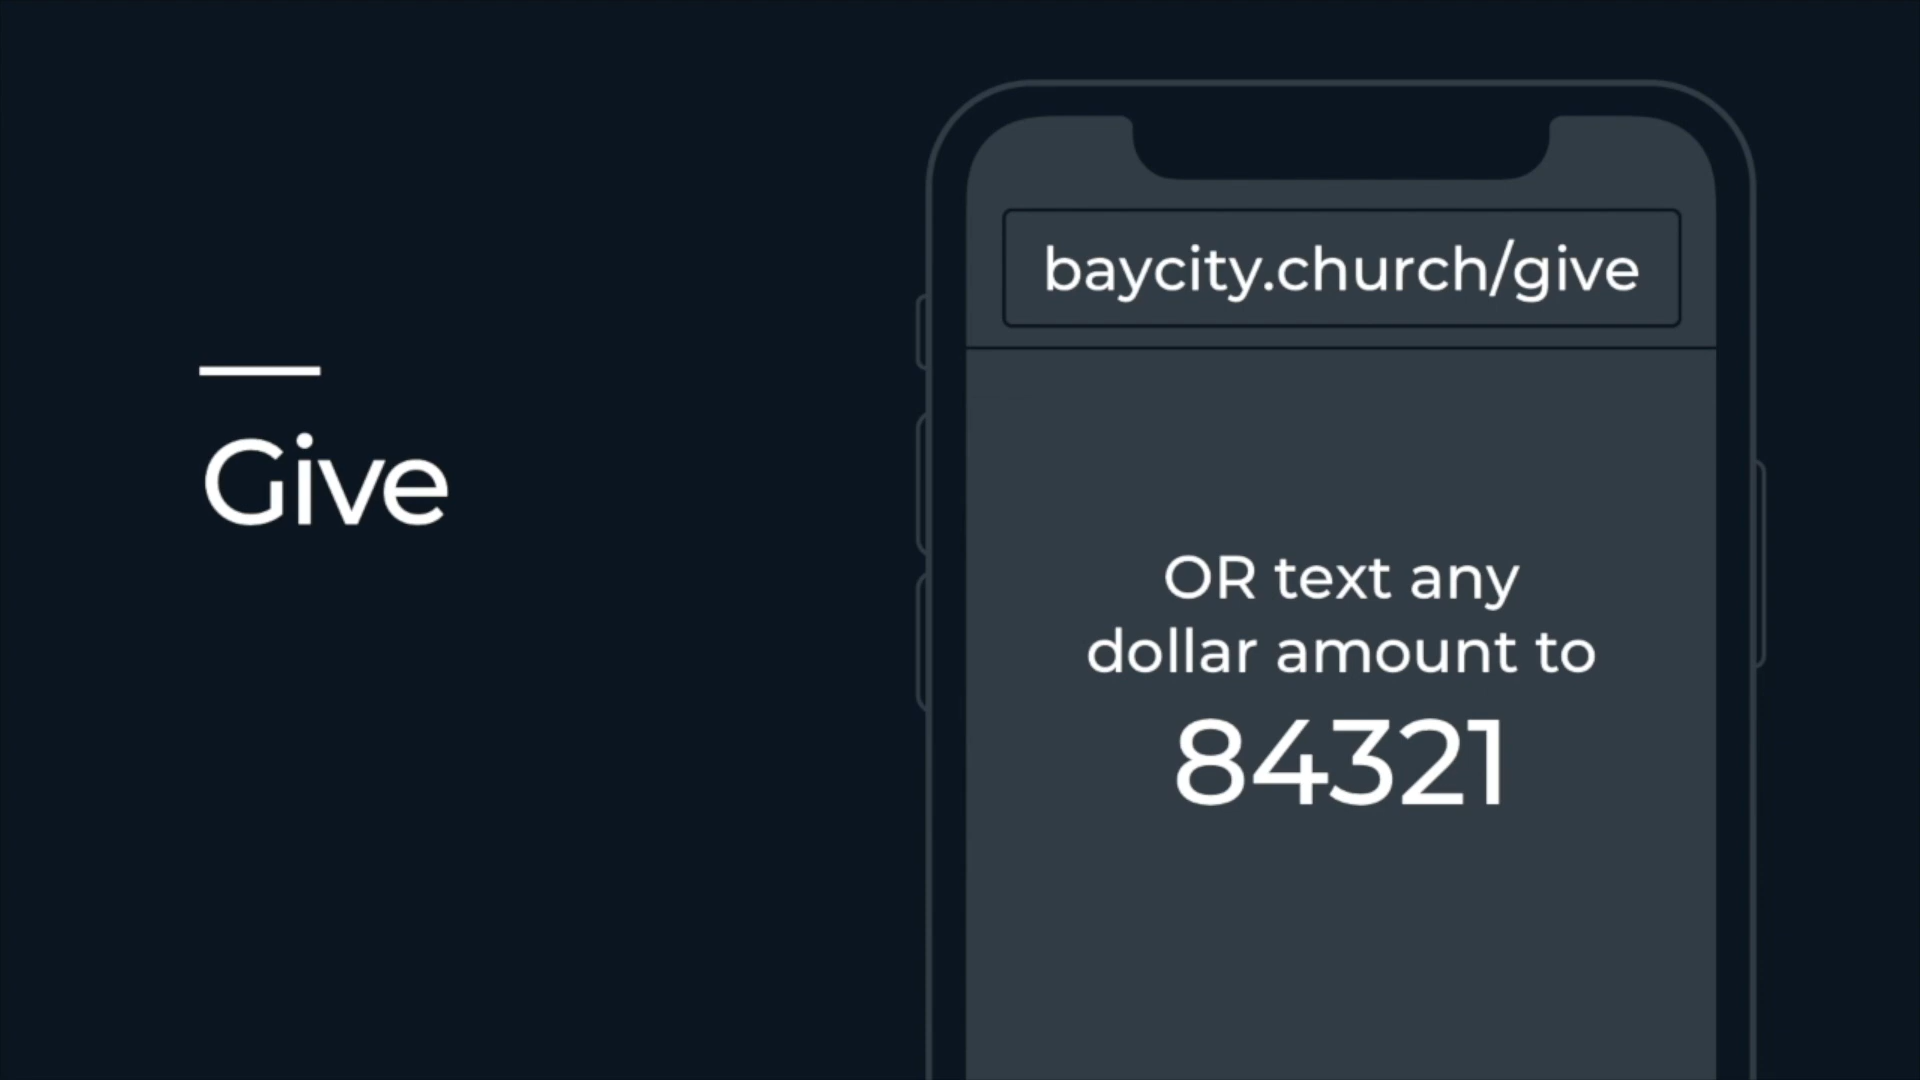 Give
baycity.church/give
OR text any
dollar amount to
84321